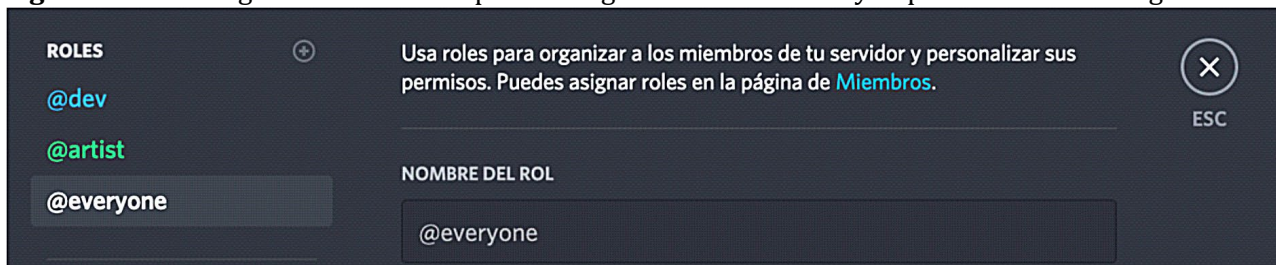 ROLES
@dev
@artist
@everyone
Usa roles para organizar a los miembros de tu servidor y personalizar sus
permisos. Puedes asignar roles en la página de Miembros.
NOMBRE DEL ROL
@everyone
ESC